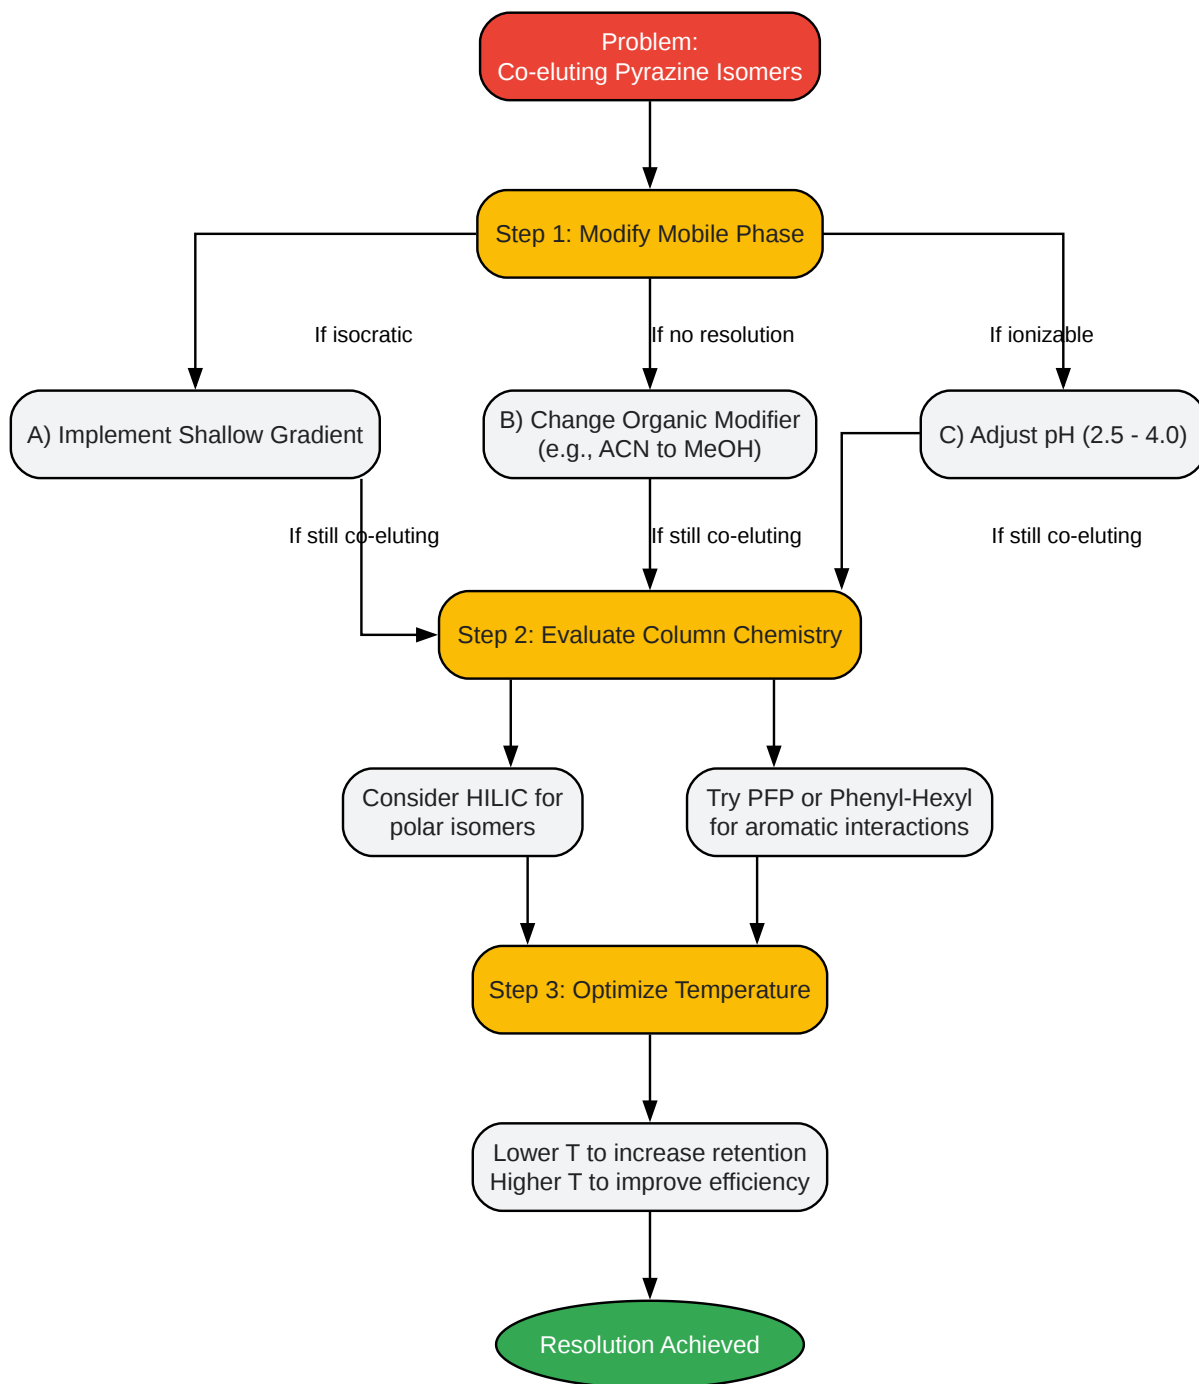 Problem:
Co-eluting Pyrazine Isomers
Step 1: Modify Mobile Phase
If isocratic
If no resolution
If ionizable
A) Implement Shallow Gradient
B) Change Organic Modifier
(e.g., ACN to MeOH)
C) Adjust pH (2.5 - 4.0)
If still co-eluting
If still co-eluting
If still co-eluting
Step 2: Evaluate Column Chemistry
Consider HILIC for
polar isomers
Try PFP or Phenyl-Hexyl
for aromatic interactions
Step 3: Optimize Temperature
Lower T to increase retention
Higher T to improve efficiency
Resolution Achieved